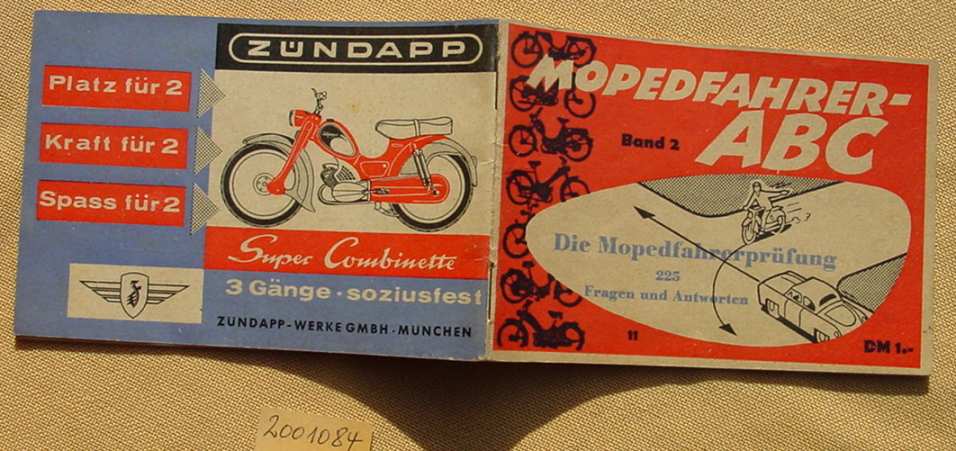 ZÜNDAPP
Platz für 2
Kraft für 2
Spass für 2
Super Combinette
3 Gänge · soziusfest
ZÜNDAPP-WERKE GMBH · MÜNCHEN
MOPEDFAHRER-
ABC
Band 2
Die Mopedfahrerprüfung
225
Fragen und Antworten
11
DM 1.-
2001084